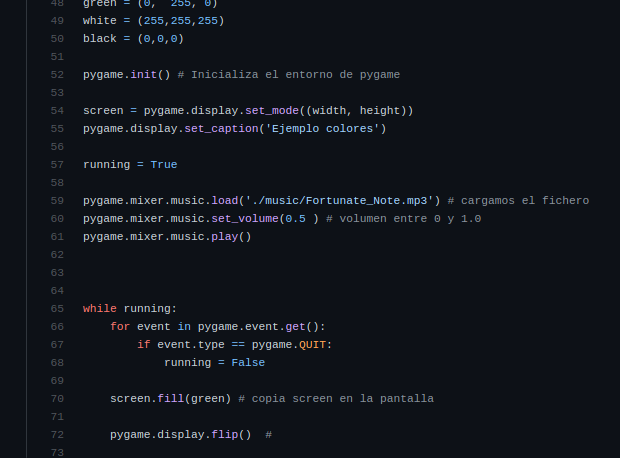 48 green = (0,  255, 0)
49 white = (255,255,255)
50 black = (0,0,0)
51
52 pygame.init() # Inicializa el entorno de pygame
53
54 screen = pygame.display.set_mode((width, height))
55 pygame.display.set_caption('Ejemplo colores')
56
57 running = True
58
59 pygame.mixer.music.load('./music/Fortunate_Note.mp3') # cargamos el fichero
60 pygame.mixer.music.set_volume(0.5 ) # volumen entre 0 y 1.0
61 pygame.mixer.music.play()
62
63
64
65 while running:
66     for event in pygame.event.get():
67         if event.type == pygame.QUIT:
68             running = False
69
70     screen.fill(green) # copia screen en la pantalla
71
72     pygame.display.flip()  #
73